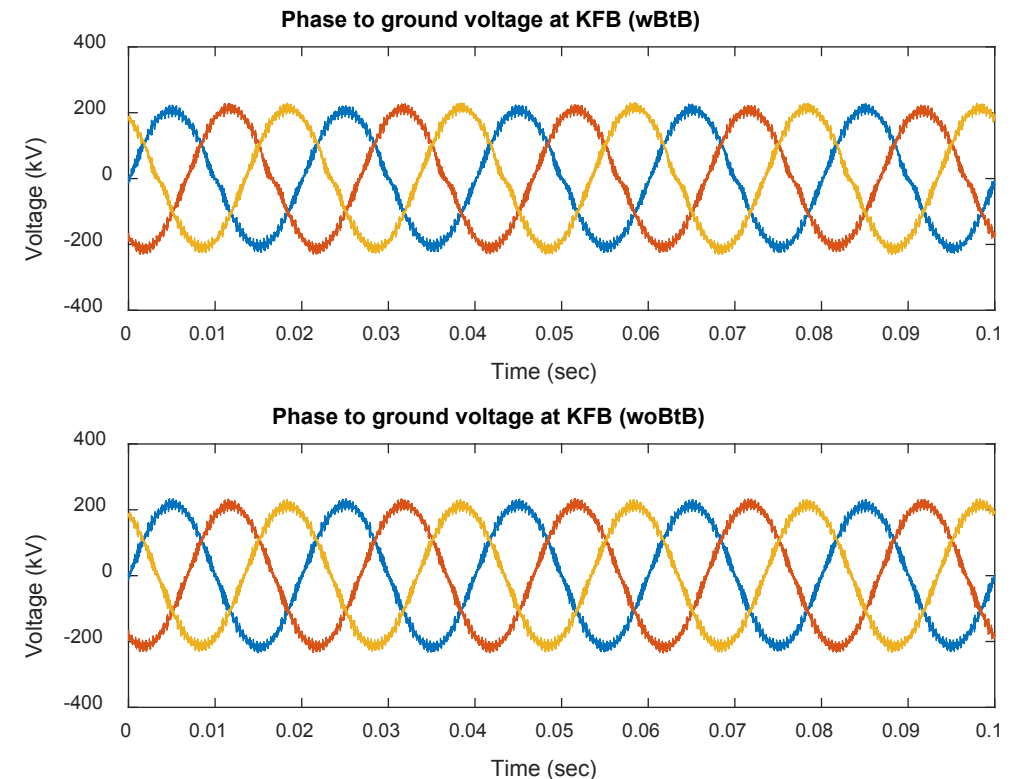 Phase to ground voltage at KFB (wBtB)
400
200
0
-200
-400
Voltage (kV)
0 0.01 0.02 0.03 0.04 0.05 0.06 0.07 0.08 0.09 0.1
Time (sec)
Phase to ground voltage at KFB (woBtB)
400
200
0
-200
-400
Voltage (kV)
0 0.01 0.02 0.03 0.04 0.05 0.06 0.07 0.08 0.09 0.1
Time (sec)